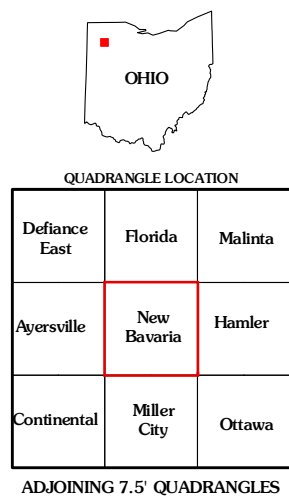 OHIO
QUADRANGLE LOCATION
Defiance
East
Florida
Malinta
Ayersville
New
Bavaria
Hamler
Continental
Miller
City
Ottawa
ADJOINING 7.5' QUADRANGLES